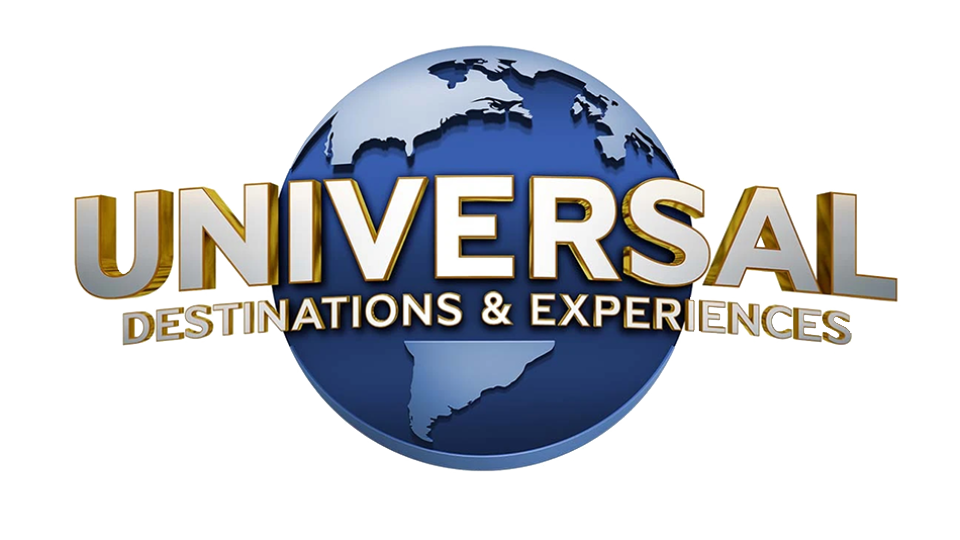 UNIVERSAL
DESTINATIONS & EXPERIENCES